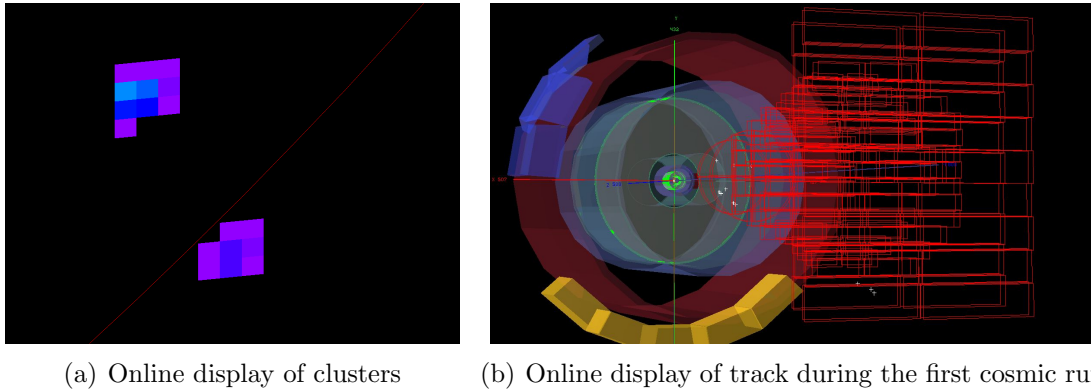 (a) Online display of clusters
(b) Online display of track during the first cosmic ru